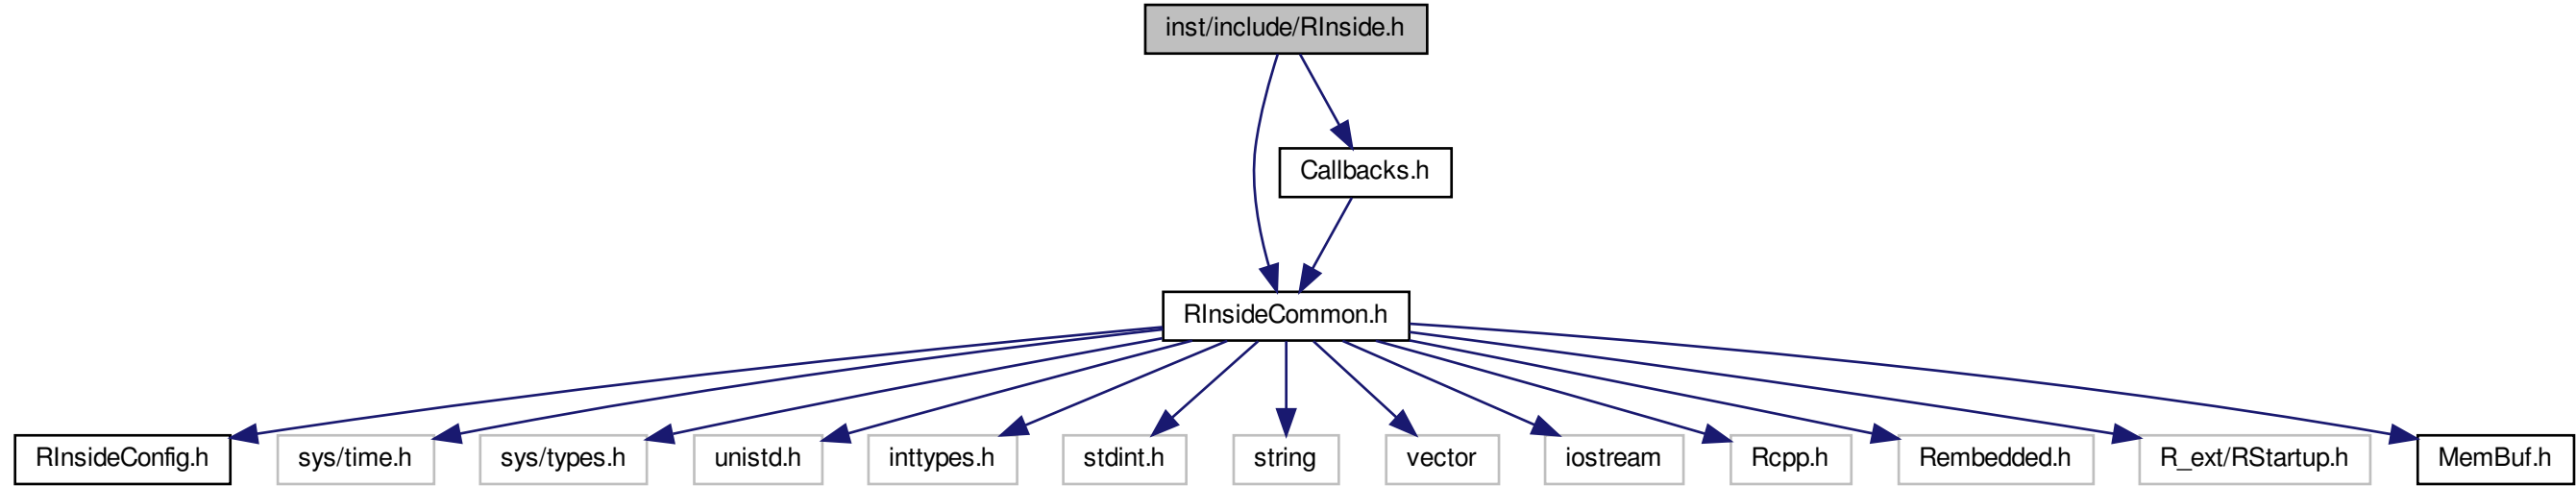 inst/include/RInside.h
Callbacks.h
RInsideCommon.h
RInsideConfig.h
sys/time.h
sys/types.h
unistd.h
inttypes.h
stdint.h
string
vector
iostream
Rcpp.h
Rembedded.h
R_ext/RStartup.h
MemBuf.h